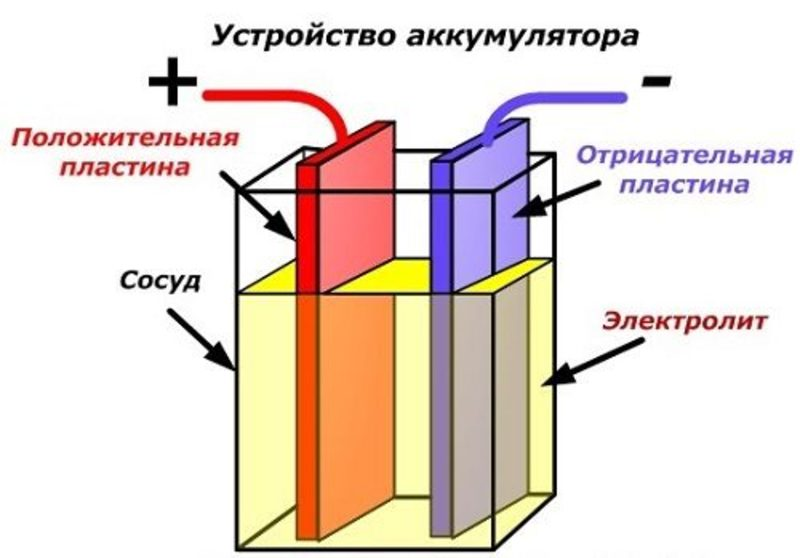 Устройство аккумулятора
+
-
Положительная
пластина
Отрицательная
пластина
Сосуд
Электролит